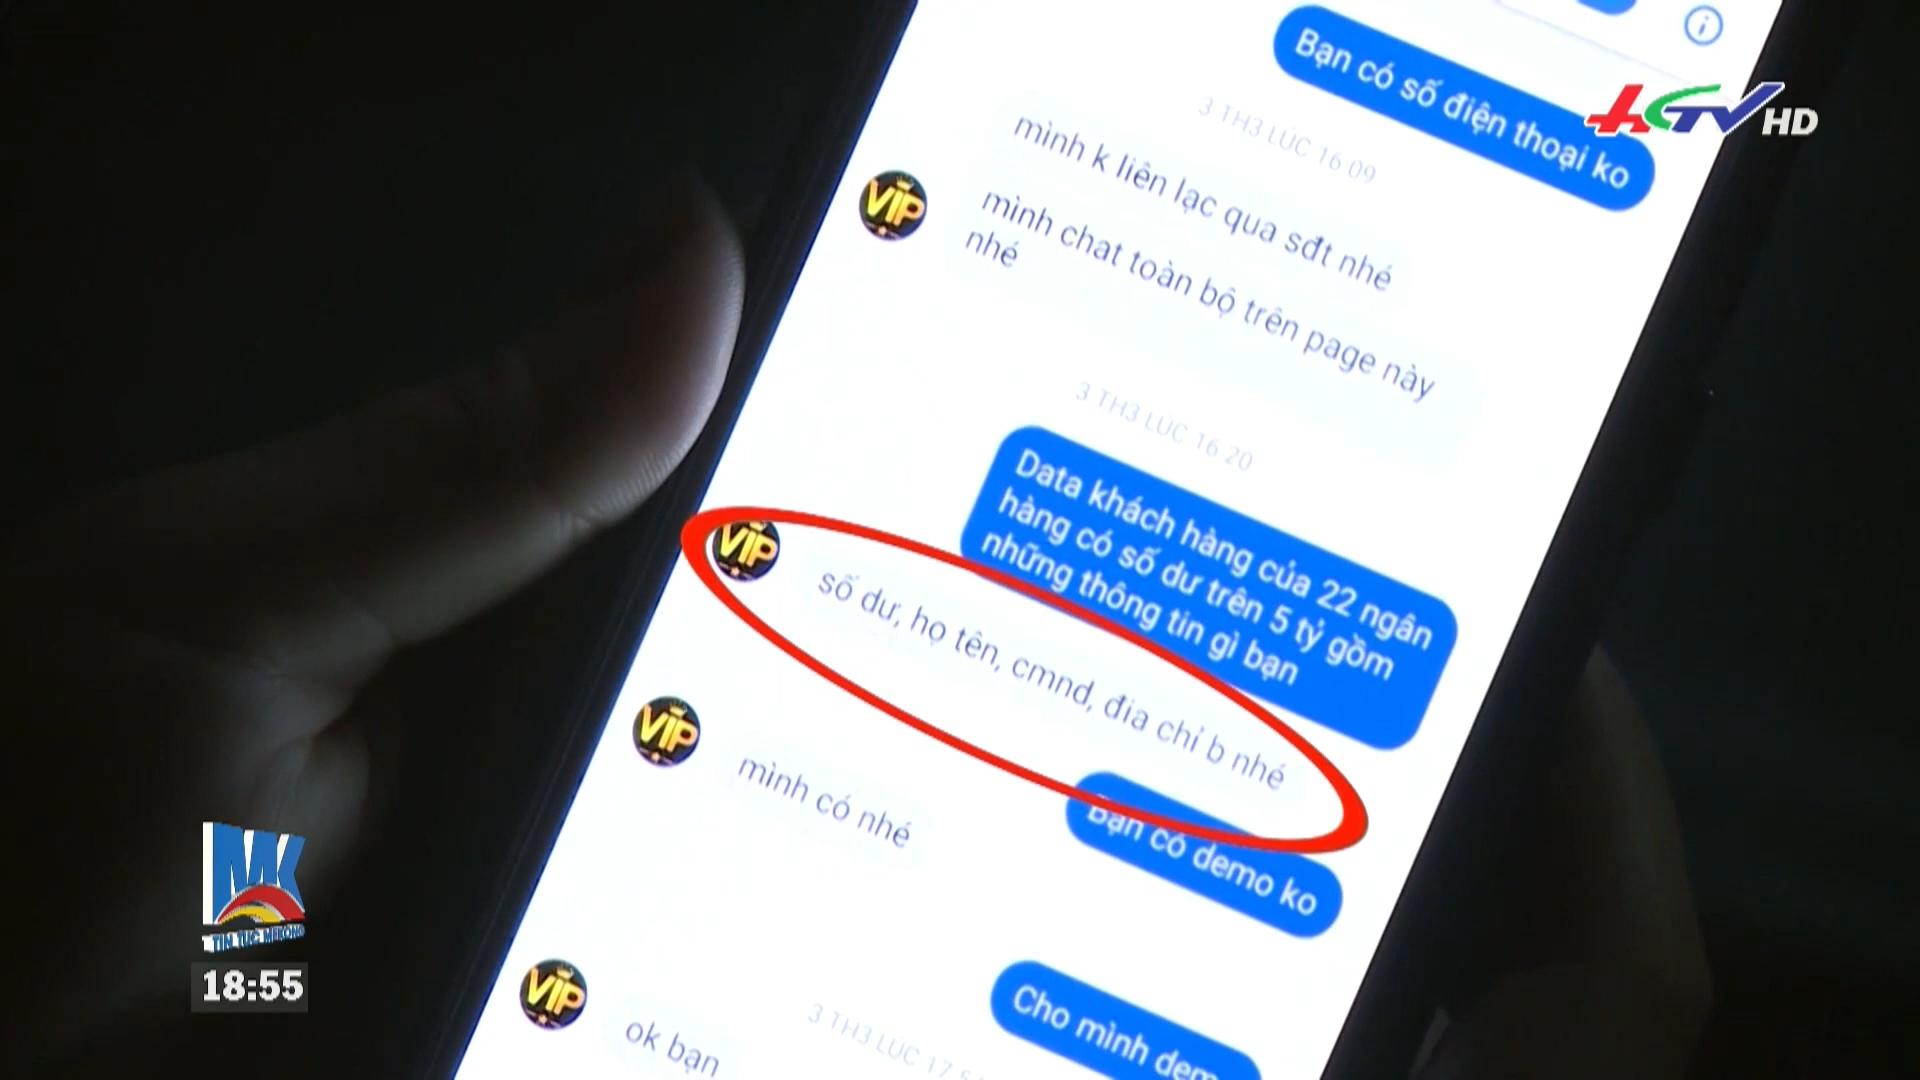 Bạn có số điện thoại ko
HGTV HD
3 TH3 LÚC 16:09
mình k liên lạc qua sđt nhé
VIP
mình chat toàn bộ trên page này
nhé
3 TH3 LÚC 16:20
Data khách hàng của 22 ngân
hàng có số dư trên 5 tỷ gồm
những thông tin gì bạn
VIP
số dư, họ tên, cmnd, địa chỉ b nhé
Bạn có demo ko
VIP
mình có nhé
Cho mình dem
3 TH3 LÚC 17:5
VIP
ok bạn
MK
TIN TỨC MEKONG
18:55